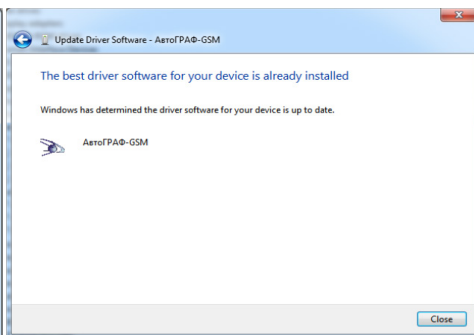 Update Driver Software - АвтоГРАФ-GSM
The best driver software for your device is already installed
Windows has determined the driver software for your device is up to date.
АвтоГРАФ-GSM
Close